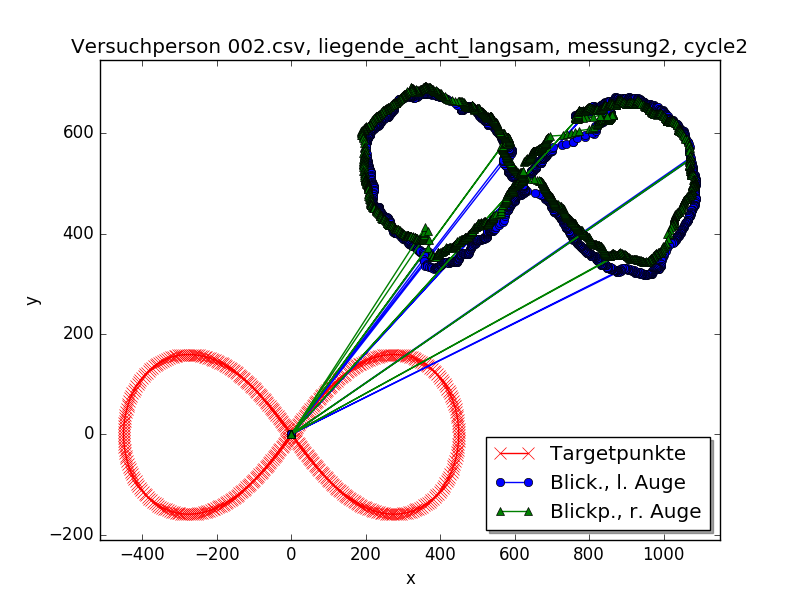 Versuchperson 002.csv, liegende_acht_langsam, messung2, cycle2
y
600
400
200
0
−200
−400
−200
0
200
400
600
800
1000
x
Targetpunkte
Blick., l. Auge
Blickp., r. Auge